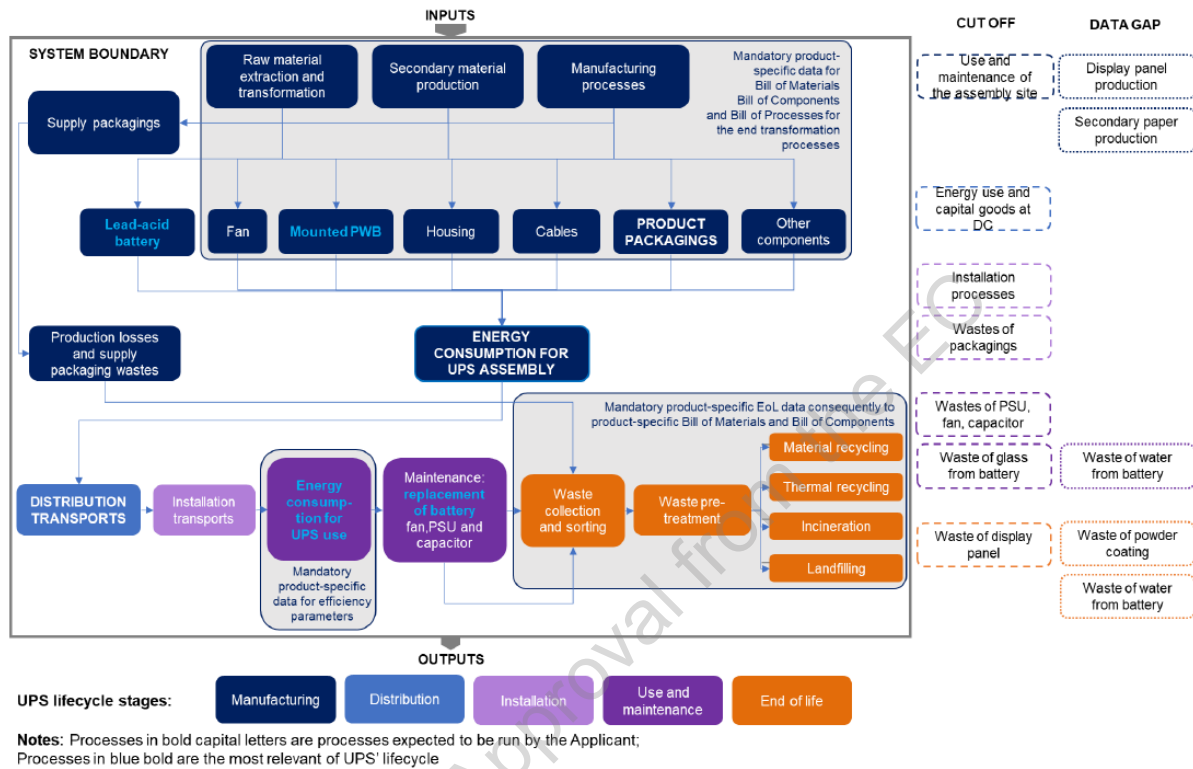 INPUTS
CUT OFF
DATA GAP
SYSTEM BOUNDARY
Raw material
extraction and
transformation
Secondary material
production
Manufacturing
processes
Mandatory product-
specific data for
Bill of Materials
Bill of Components
and Bill of Processes for
the end transformation
processes
Use and
maintenance of
the assembly site
Display panel
production
Supply packagings
Secondary paper
production
Lead-acid
battery
Fan
Mounted PWB
Housing
Cables
PRODUCT
PACKAGINGS
Other
components
Energy use and
capital goods at
DC
Installation
processes
Production losses
and supply
packaging wastes
ENERGY
CONSUMPTION FOR
UPS ASSEMBLY
Wastes of
packagings
Mandatory product-specific EoL data consequently to
product-specific Bill of Materials and Bill of Components
Wastes of PSU,
fan, capacitor
DISTRIBUTION
TRANSPORTS
Installation
transports
Energy
consump-
tion for
UPS use
Maintenance:
replacement
of battery
fan,PSU and
capacitor
Waste
collection
and sorting
Waste pre-
treatment
Material recycling
Thermal recycling
Incineration
Landfilling
Waste of glass
from battery
Waste of water
from battery
Mandatory
product-specific
data for efficiency
parameters
Waste of display
panel
Waste of powder
coating
Waste of water
from battery
OUTPUTS
UPS lifecycle stages:
Manufacturing
Distribution
Installation
Use and
maintenance
End of life
Notes: Processes in bold capital letters are processes expected to be run by the Applicant;
Processes in blue bold are the most relevant of UPS' lifecycle
Approval from the EC